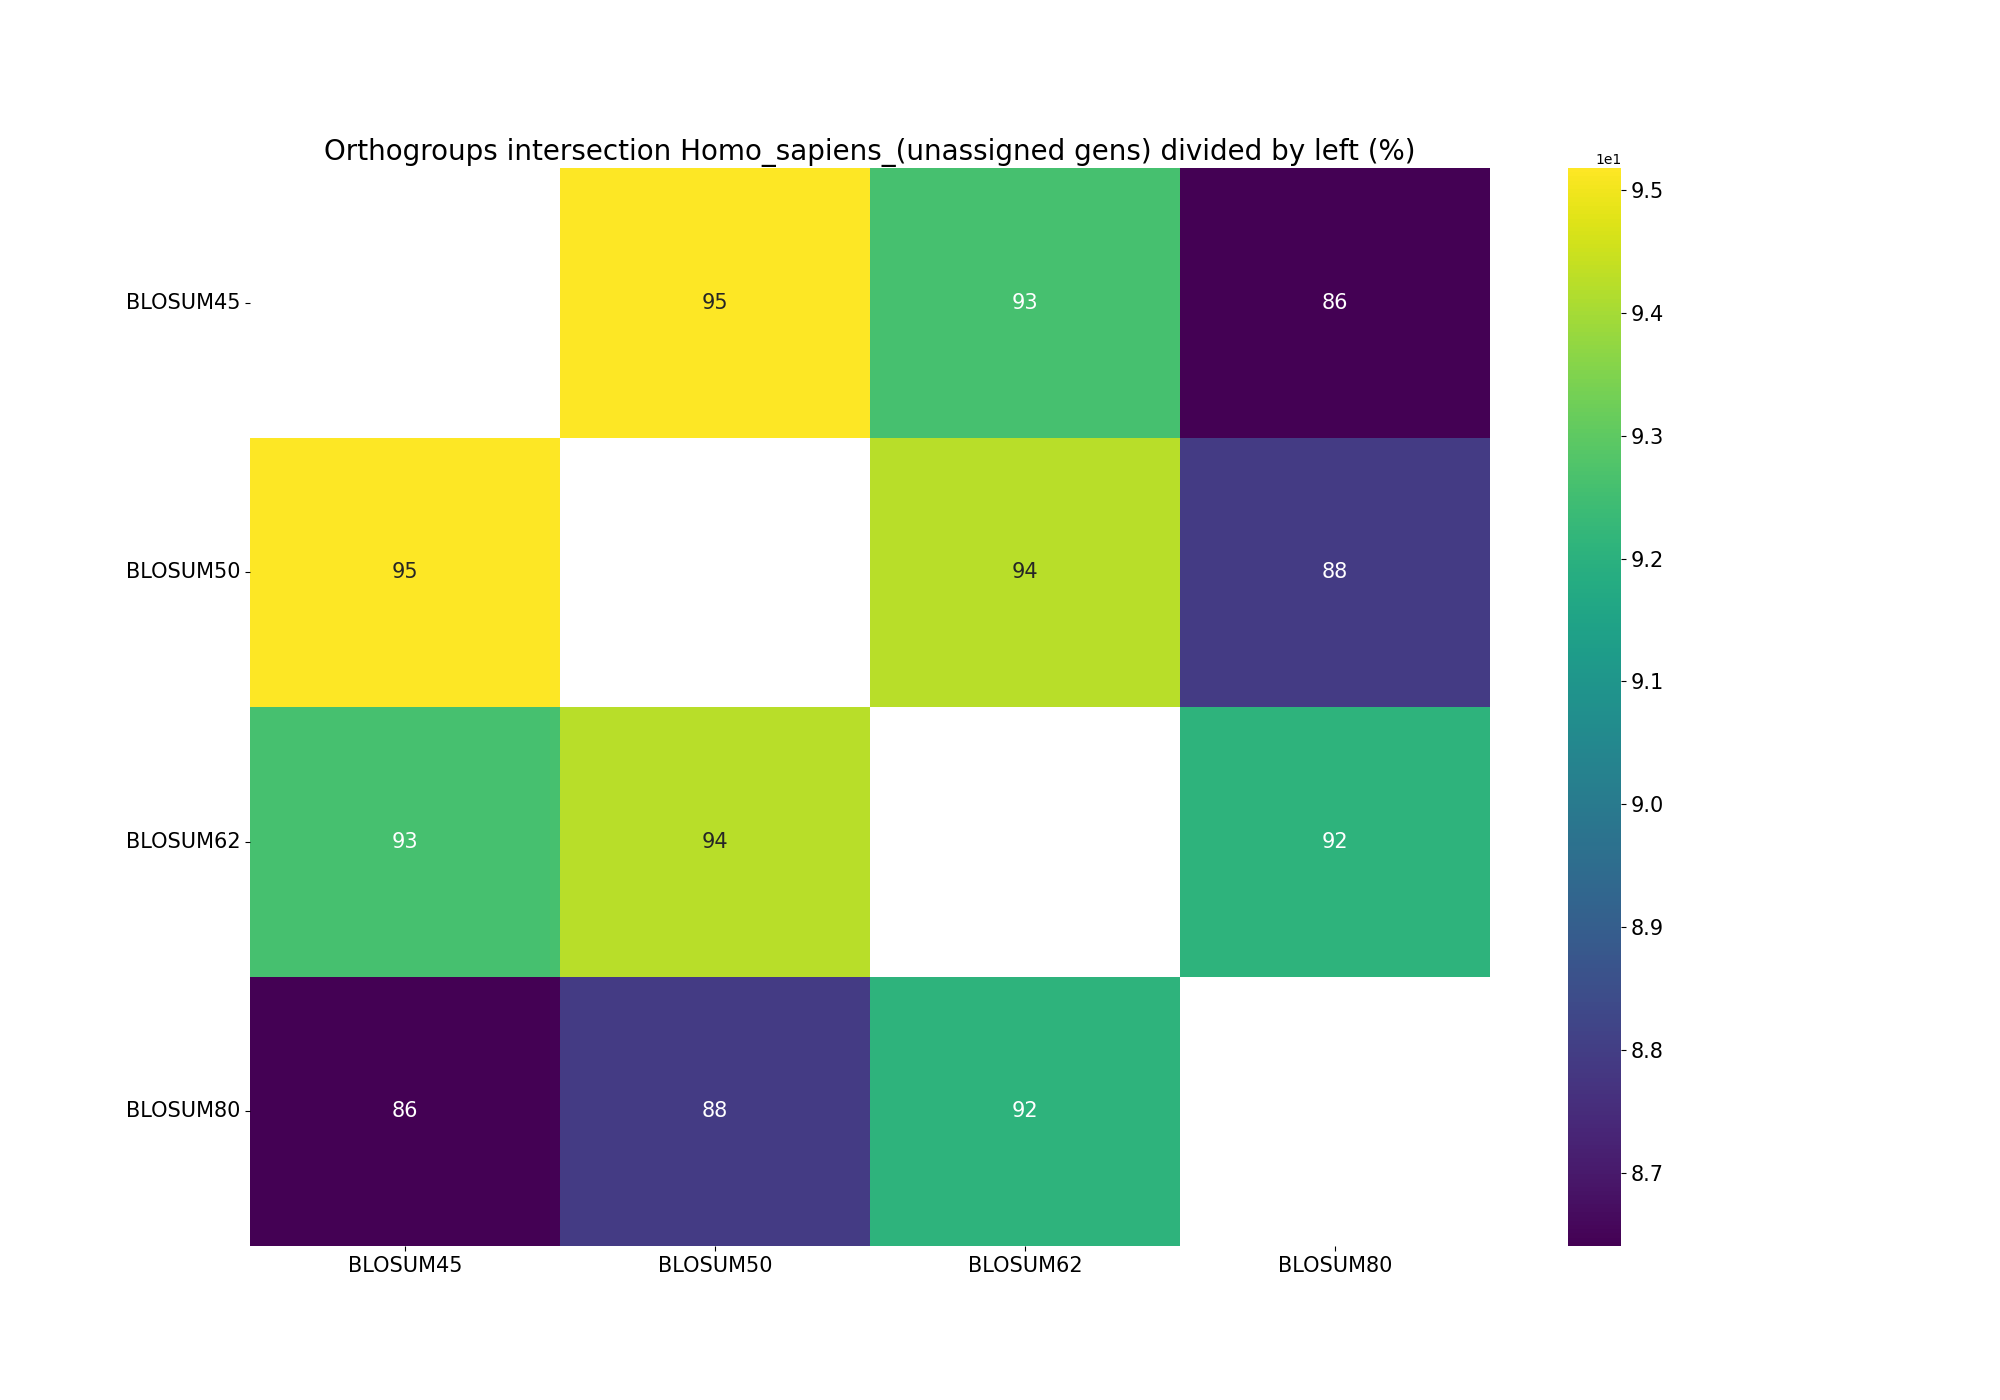 Orthogroups intersection Homo_sapiens_(unassigned gens) divided by left (%)
1e1
BLOSUM45 95 93 86
BLOSUM50 95 94 88
BLOSUM62 93 94 92
BLOSUM80 86 88 92
BLOSUM45 BLOSUM50 BLOSUM62 BLOSUM80
9.5
9.4
9.3
9.2
9.1
9.0
8.9
8.8
8.7